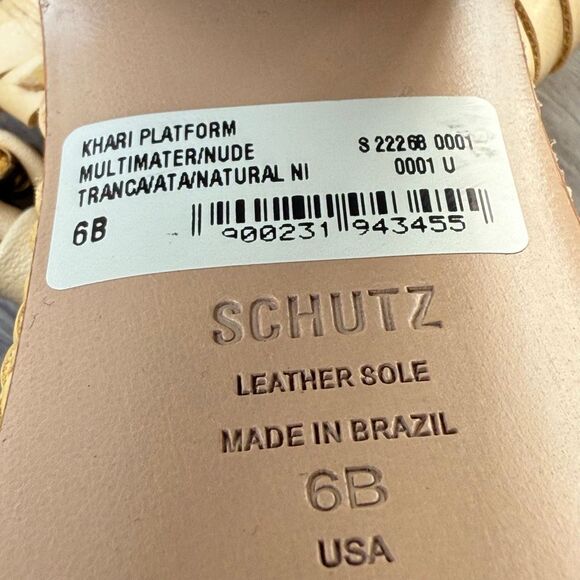 KHARI PLATFORM
MULTIMATER/NUDE
TRANCA/ATA/NATURAL NI
S 22268 0001
0001 U
6B
900231 943455
SCHUTZ
LEATHER SOLE
MADE IN BRAZIL
6B
USA